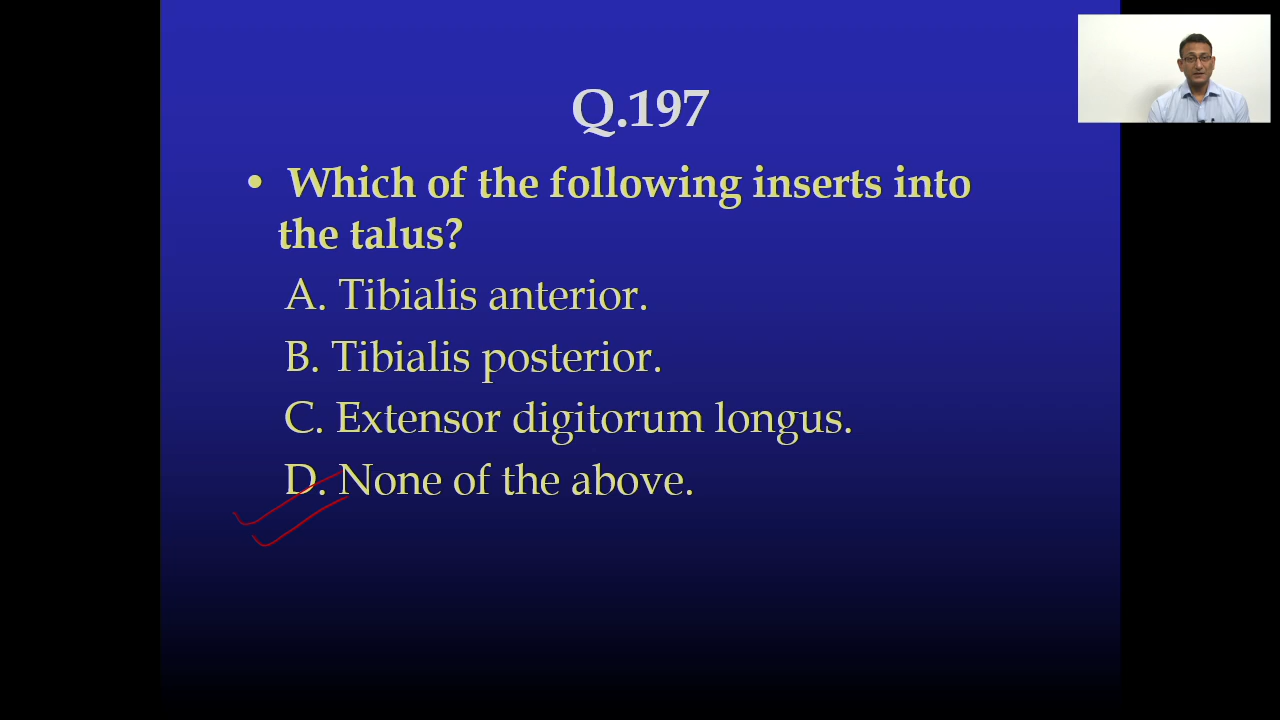 Q.197
• Which of the following inserts into
the talus?
A. Tibialis anterior.
B. Tibialis posterior.
C. Extensor digitorum longus.
D. None of the above.